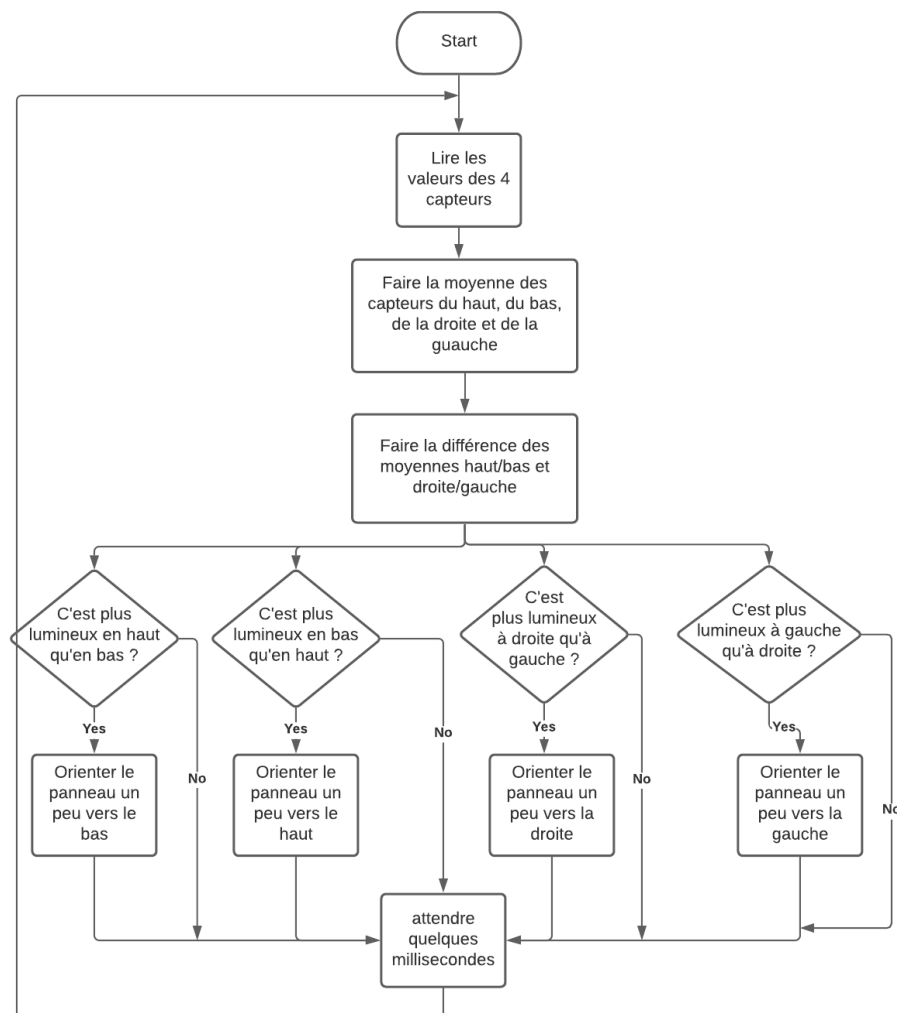 Start
Lire les
valeurs des 4
capteurs
Faire la moyenne des
capteurs du haut, du bas,
de la droite et de la
guauche
Faire la différence des
moyennes haut/bas et
droite/gauche
C'est plus
lumineux en haut
qu'en bas ?
C'est plus
lumineux en bas
qu'en haut ?
C'est
plus lumineux
à droite qu'à
gauche ?
C'est plus
lumineux à gauche
qu'à droite ?
Yes
Yes
Yes
Yes
No
No
No
No
Orienter le
panneau un
peu vers le
bas
Orienter le
panneau un
peu vers le
haut
Orienter le
panneau un
peu vers la
droite
Orienter le
panneau un
peu vers la
gauche
attendre
quelques
millisecondes